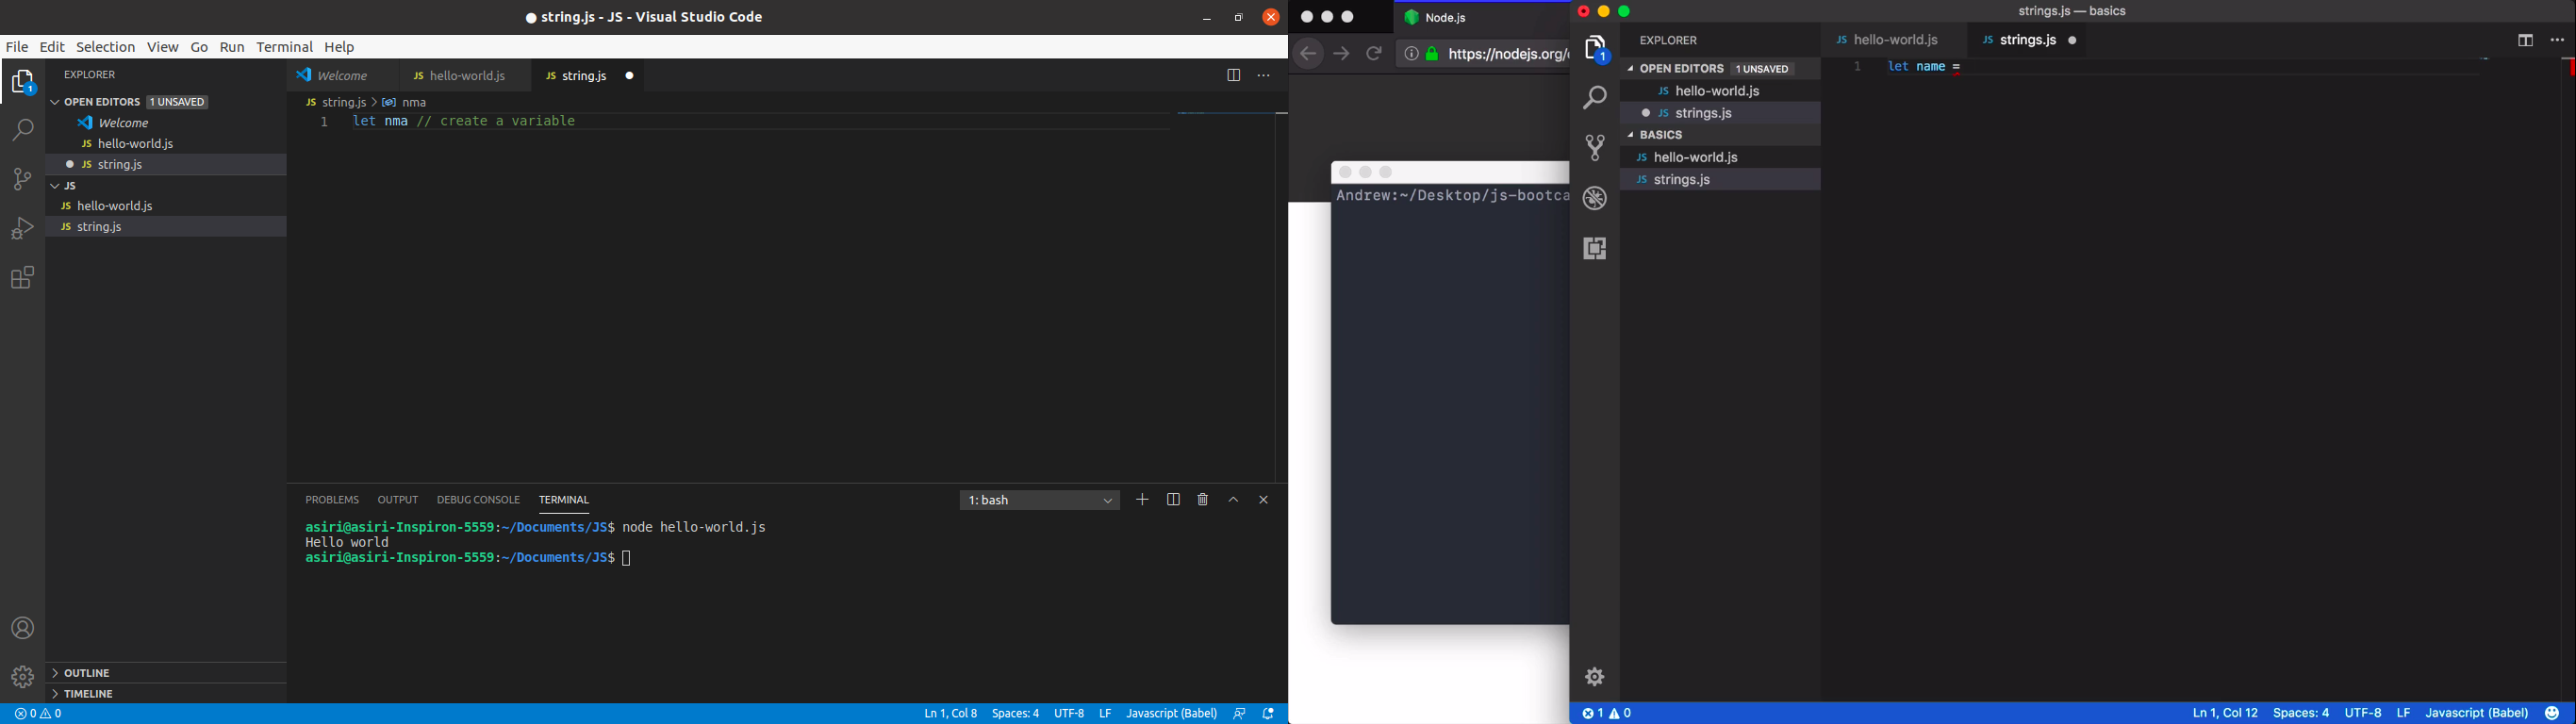 ● string.js - JS - Visual Studio Code
File Edit Selection View Go Run Terminal Help
EXPLORER
OPEN EDITORS 1 UNSAVED
Welcome
JS hello-world.js
JS string.js
JS
JS hello-world.js
JS string.js
OUTLINE
TIMELINE
1
Welcome JS hello-world.js JS string.js
JS string.js > nma
1 let nma // create a variable
PROBLEMS OUTPUT DEBUG CONSOLE TERMINAL
1: bash
asiri@asiri-Inspiron-5559:~/Documents/JS$ node hello-world.js
Hello world
asiri@asiri-Inspiron-5559:~/Documents/JS$
0 0 Ln 1, Col 8 Spaces: 4 UTF-8 LF Javascript (Babel)
Node.js
https://nodejs.org/
Andrew:~/Desktop/js-bootca
strings.js — basics
1
EXPLORER
OPEN EDITORS 1 UNSAVED
JS hello-world.js
JS strings.js
BASICS
JS hello-world.js
JS strings.js
JS hello-world.js JS strings.js
1 let name =
1 0 Ln 1, Col 12 Spaces: 4 UTF-8 LF Javascript (Babel)